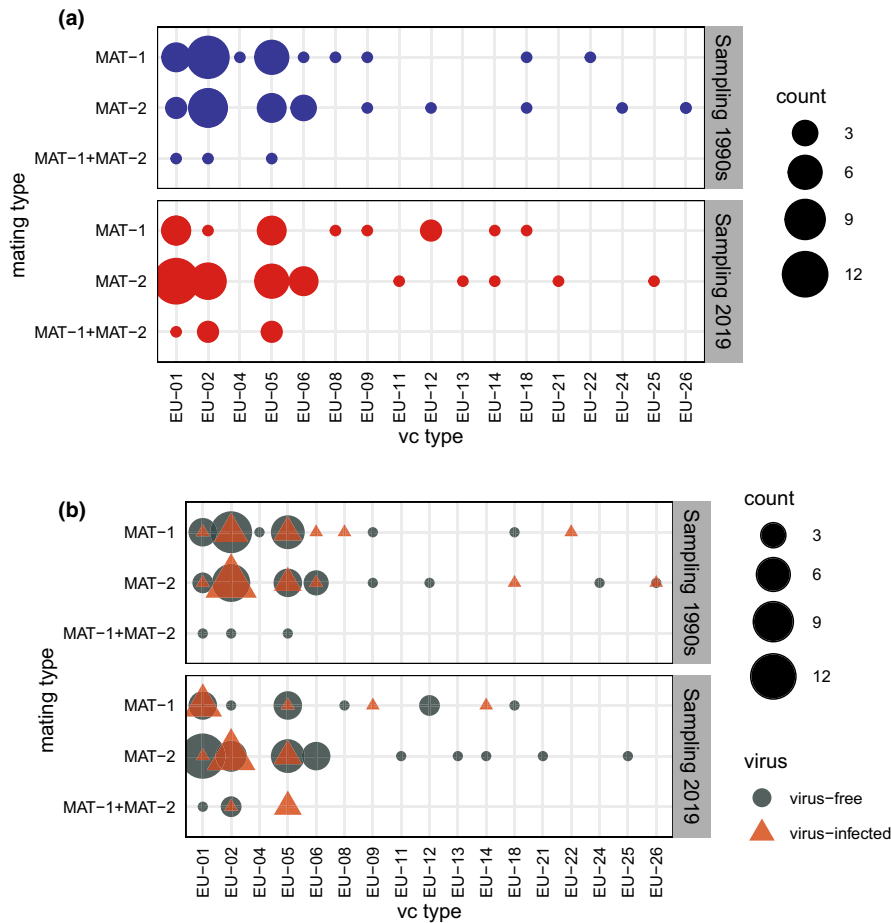 (a)
mating type
MAT−1
MAT−2
MAT−1+MAT−2
Sampling 1990s
MAT−1
MAT−2
MAT−1+MAT−2
Sampling 2019
EU−01
EU−02
EU−04
EU−05
EU−06
EU−08
EU−09
EU−11
EU−12
EU−13
EU−14
EU−18
EU−21
EU−22
EU−24
EU−25
EU−26
vc type
count
3
6
9
12
(b)
mating type
MAT−1
MAT−2
MAT−1+MAT−2
Sampling 1990s
MAT−1
MAT−2
MAT−1+MAT−2
Sampling 2019
EU−01
EU−02
EU−04
EU−05
EU−06
EU−08
EU−09
EU−11
EU−12
EU−13
EU−14
EU−18
EU−21
EU−22
EU−24
EU−25
EU−26
vc type
count
3
6
9
12
virus
virus−free
virus−infected